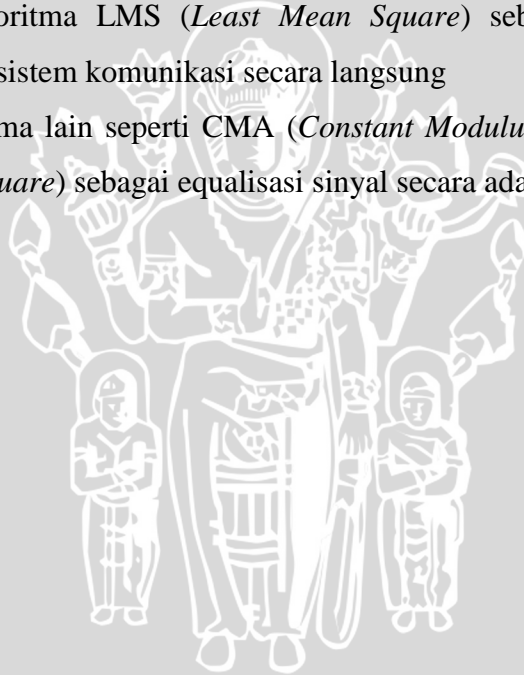 oritma LMS (Least Mean Square) seb
sistem komunikasi secara langsung
ma lain seperti CMA (Constant Modulu
quare) sebagai equalisasi sinyal secara ada